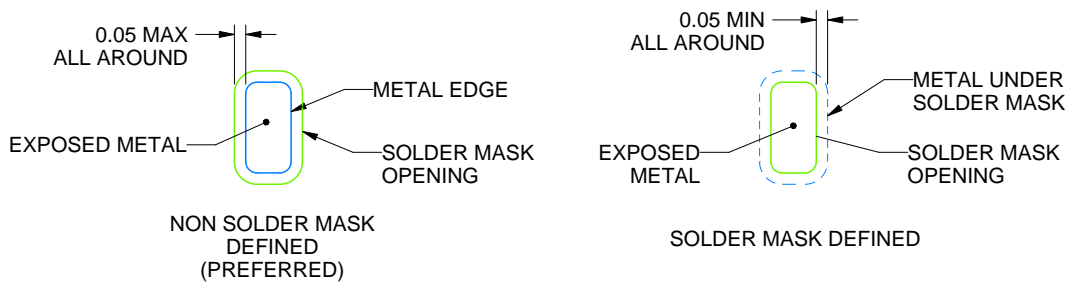 0.05 MAX
ALL AROUND
METAL EDGE
EXPOSED METAL
SOLDER MASK
OPENING
NON SOLDER MASK
DEFINED
(PREFERRED)
0.05 MIN
ALL AROUND
METAL UNDER
SOLDER MASK
EXPOSED
METAL
SOLDER MASK
OPENING
SOLDER MASK DEFINED